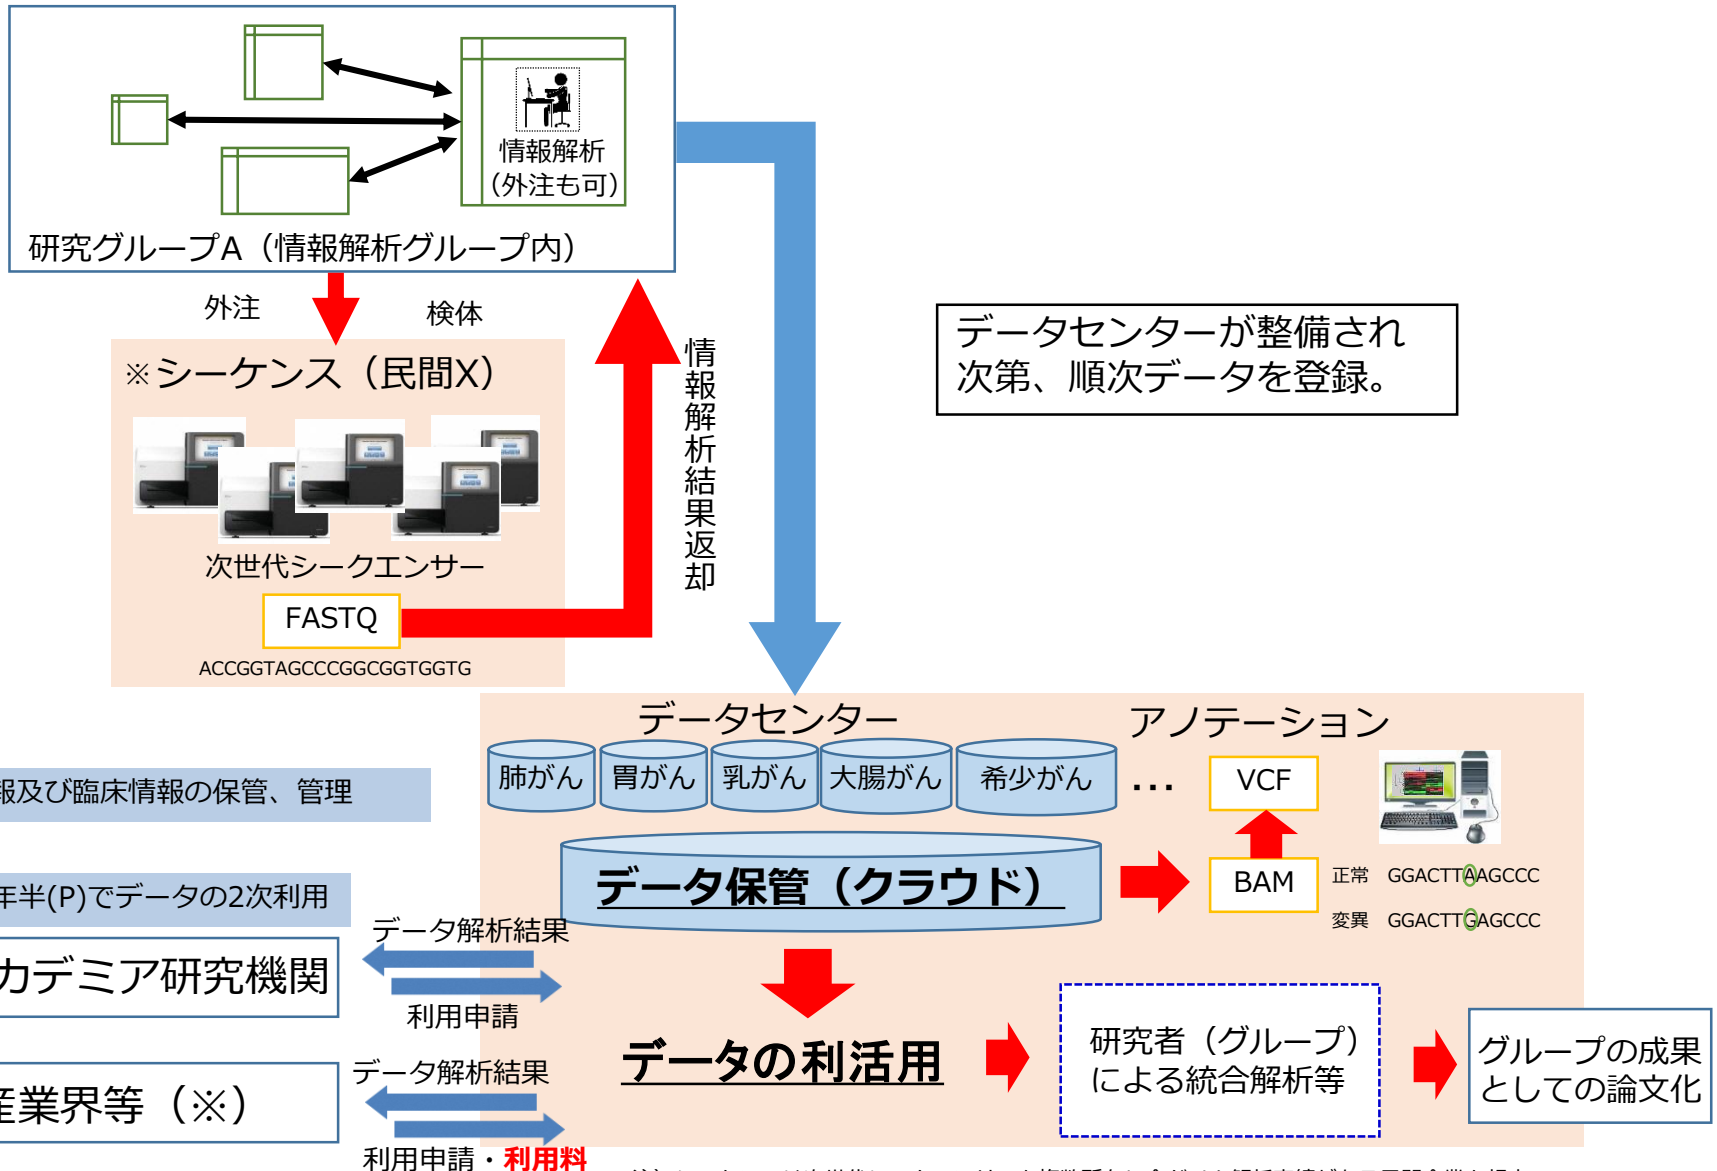 情報解析
（外注も可）
研究グループA（情報解析グループ内）
外注
検体
※シーケンス（民間X）
次世代シークエンサー
FASTQ
ACCGGTAGCCCGGCGGTGGTG
情報解析結果返却
データセンターが整備され
次第、順次データを登録。
データセンター
アノテーション
肺がん
胃がん
乳がん
大腸がん
希少がん
…
VCF
報及び臨床情報の保管、管理
データ保管（クラウド）
BAM
正常 GGACTTAAGCCC
変異 GGACTTGAGCCC
年半(P)でデータの2次利用
データ解析結果
カデミア研究機関
利用申請
データの利活用
研究者（グループ）
による統合解析等
グループの成果
としての論文化
データ解析結果
産業界等（※）
利用申請・利用料